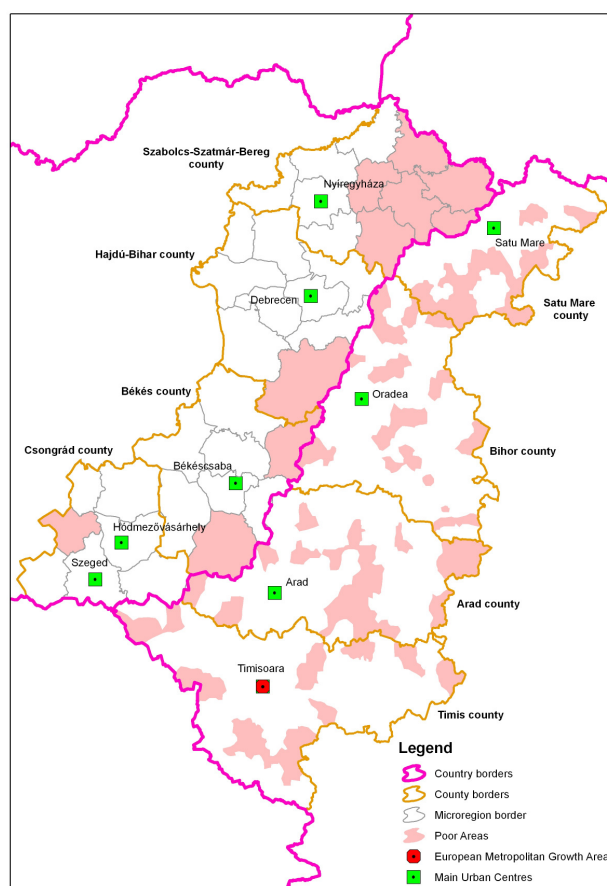 Szabolcs-Szatmár-Bereg
county
Nyíregyháza
Satu Mare
Hajdú-Bihar county
Debrecen
Satu Mare
county
Békés county
Oradea
Csongrád county
Bihor county
Békéscsaba
Hódmezővásárhely
Szeged
Arad
Arad county
Timisoara
Timis county
Legend
Country borders
County borders
Microregion border
Poor Areas
European Metropolitan Growth Area
Main Urban Centres